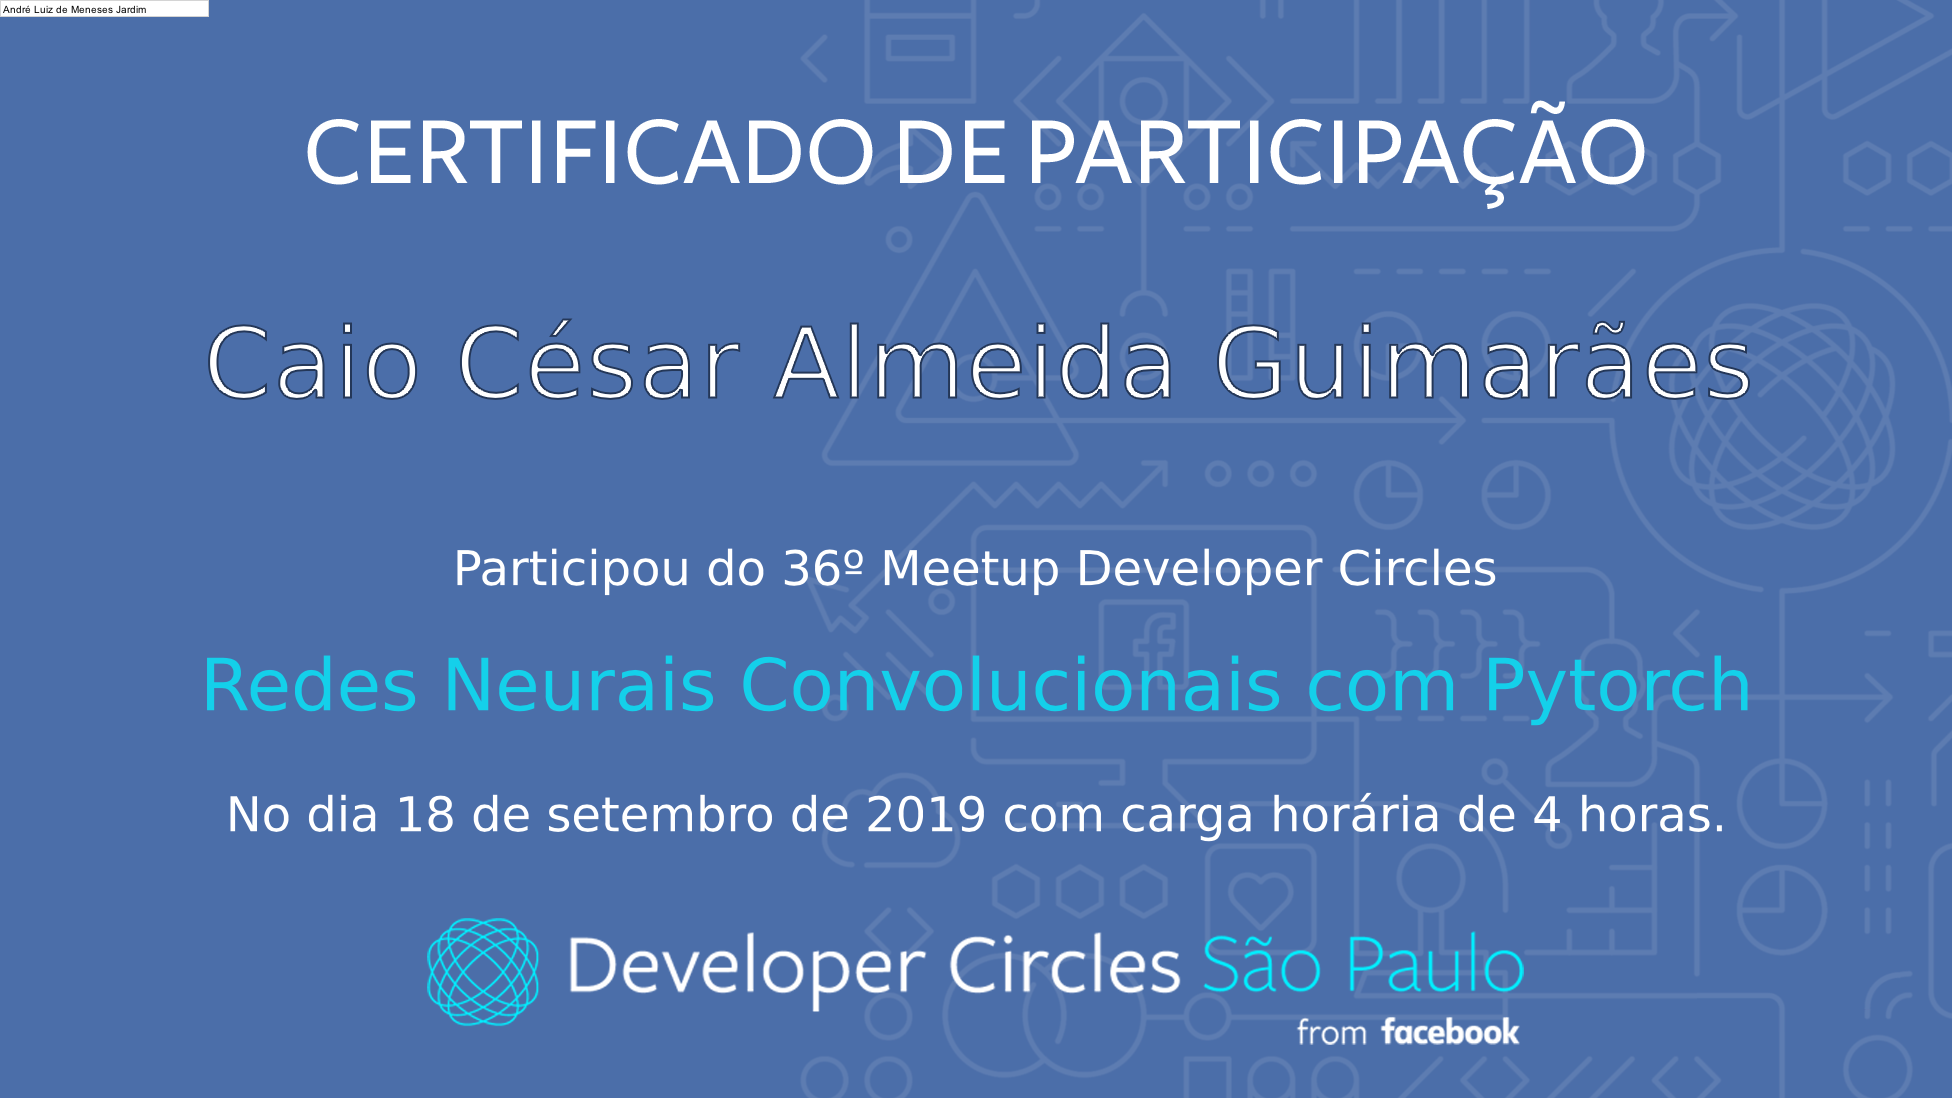 André Luiz de Meneses Jardim
CERTIFICADO DE PARTICIPAÇÃO
Caio César Almeida Guimarães
Participou do 36º Meetup Developer Circles
Redes Neurais Convolucionais com Pytorch
No dia 18 de setembro de 2019 com carga horária de 4 horas.
Developer Circles São Paulo
from facebook